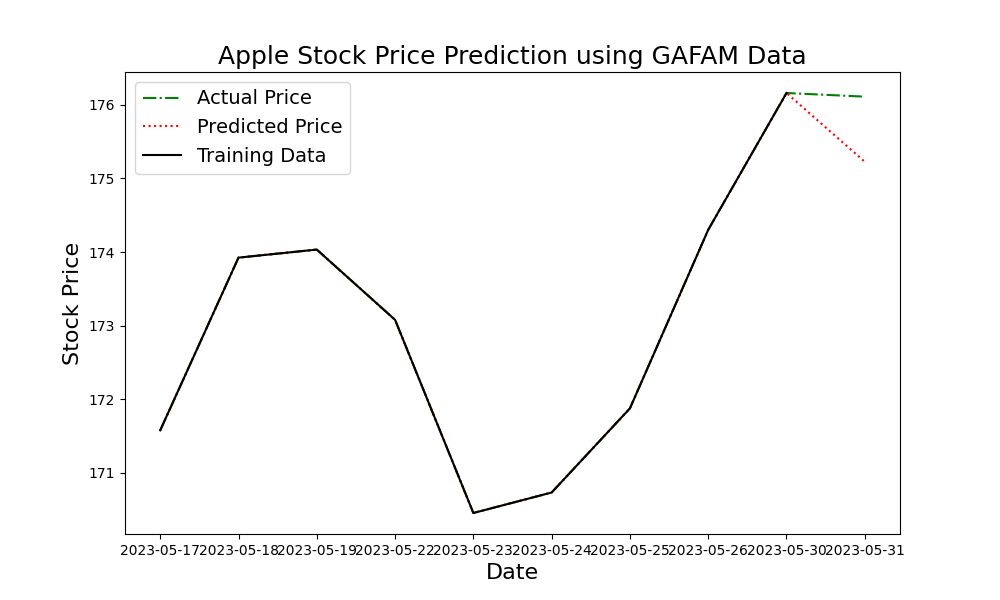 Apple Stock Price Prediction using GAFAM Data
Actual Price
Predicted Price
Training Data
176
175
174
173
172
171
Stock Price
2023-05-17 2023-05-18 2023-05-19 2023-05-22 2023-05-23 2023-05-24 2023-05-25 2023-05-26 2023-05-30 2023-05-31
Date